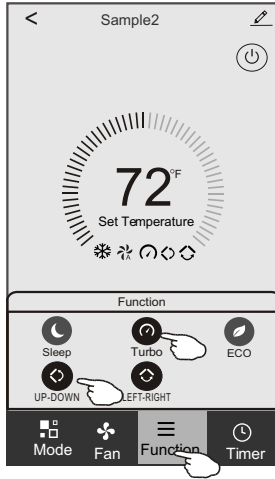 < Sample2
72°F
Set Temperature
A
Function
Sleep Turbo ECO
UP-DOWN LEFT-RIGHT
Mode Fan Function Timer